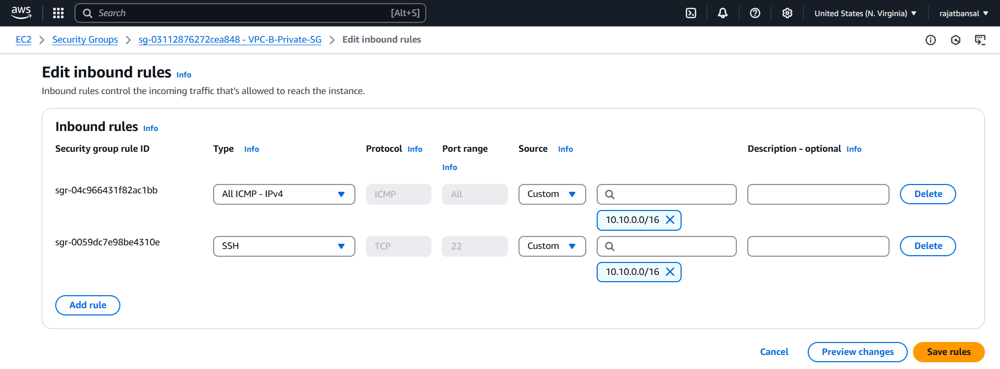 aws Search [Alt+S] United States (N. Virginia) rajatbansal
EC2 Security Groups sg-03112876272cea848 - VPC-B-Private-SG Edit inbound rules
Edit inbound rules Info
Inbound rules control the incoming traffic that's allowed to reach the instance.
Inbound rules Info
Security group rule ID Type Info Protocol Info Port range Info Source Info Description - optional Info
sgr-04c966431f82ac1bb All ICMP - IPv4 ICMP All Custom Delete
10.10.0.0/16
sgr-0059dc7e98be4310e SSH TCP 22 Custom Delete
10.10.0.0/16
Add rule
Cancel Preview changes Save rules